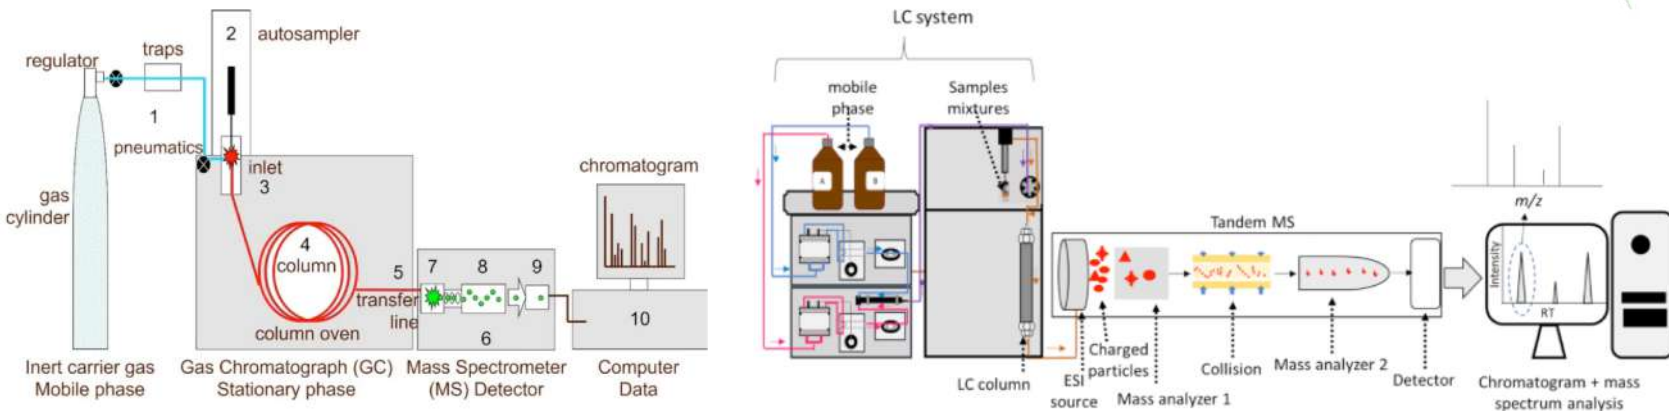 regulator
traps
2
autosampler
1
pneumatics
inlet
3
gas
cylinder
4
column
column oven
5
transfer
line
7
8
9
6
chromatogram
10
Inert carrier gas
Mobile phase
Gas Chromatograph (GC)
Stationary phase
Mass Spectrometer
(MS) Detector
Computer
Data
LC system
mobile
phase
Samples
mixtures
A
B
LC column
Tandem MS
ESI
source
Charged
particles
Mass analyzer 1
Collision
Mass analyzer 2
Detector
m/z
Intensity
RT
Chromatogram + mass
spectrum analysis